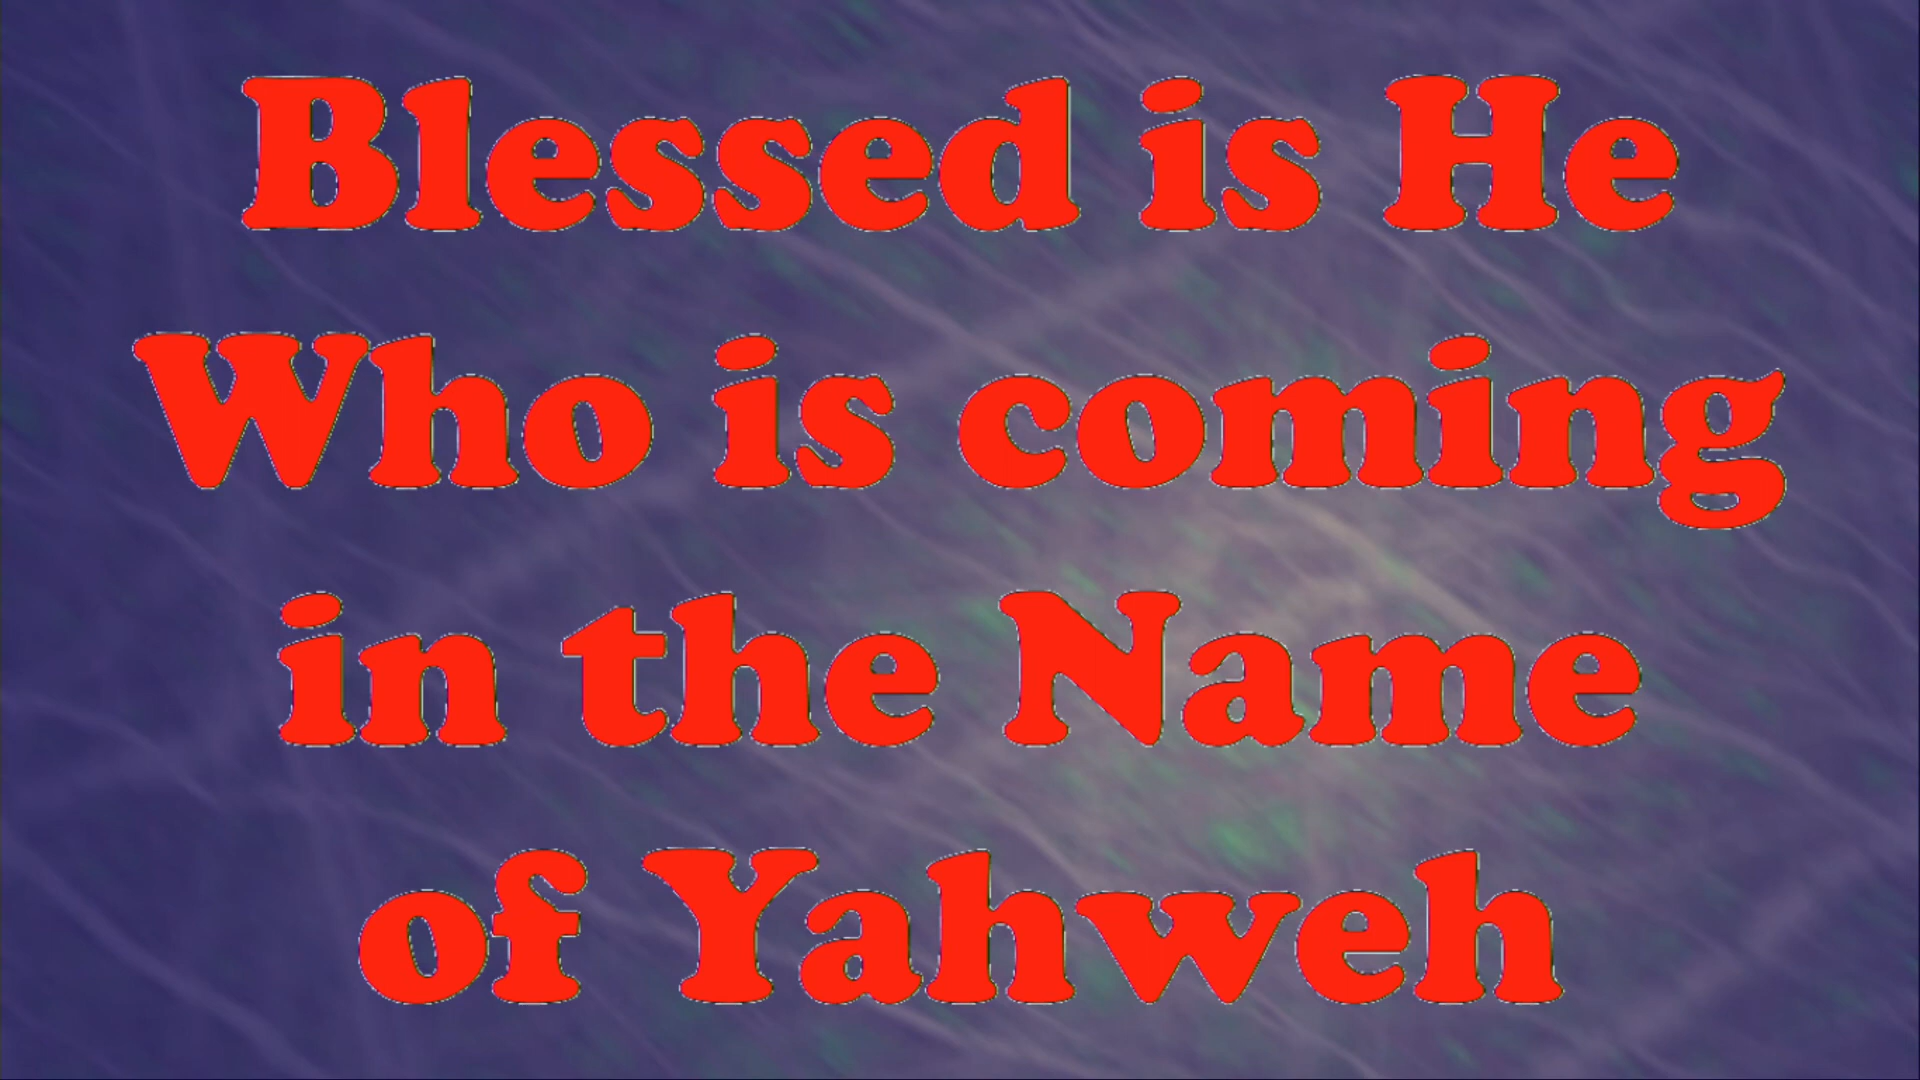 Blessed is He
Who is coming
in the Name
of Yahweh